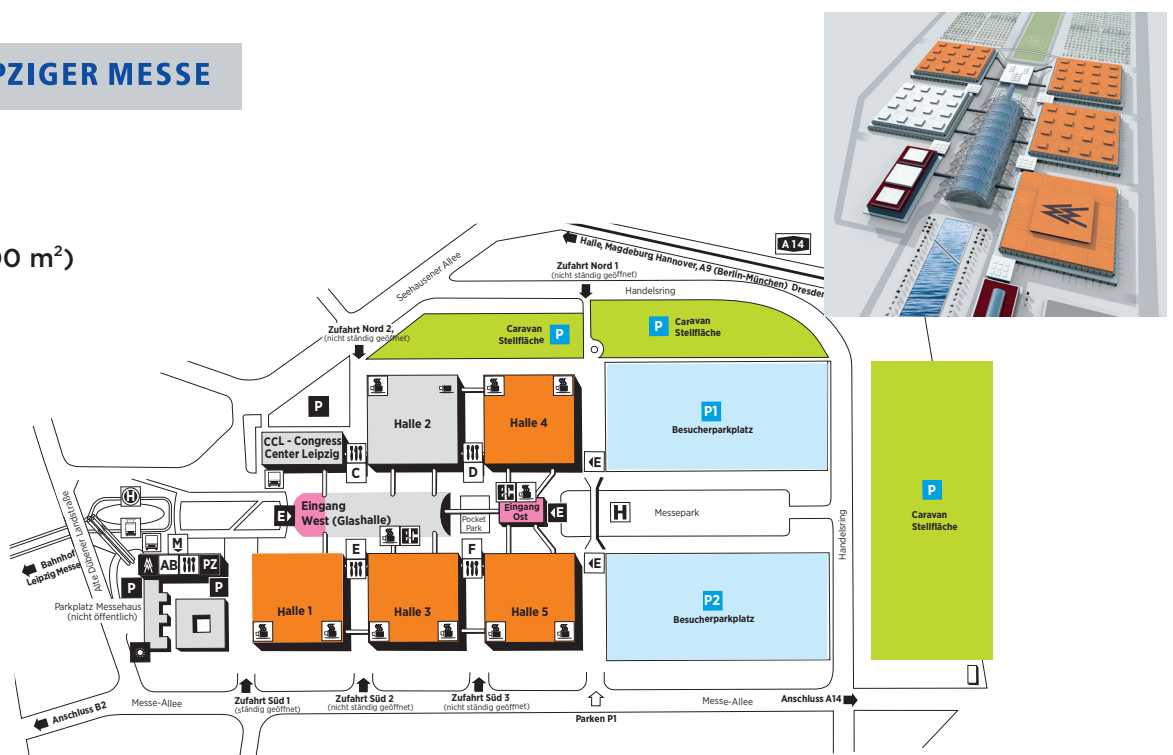 PZIGER MESSE
00 m²)
A14
Halle, Magdeburg Hannover, A9 (Berlin-München) Dresden
Seehausener Allee
Zufahrt Nord 1
(nicht ständig geöffnet)
Handelsring
Zufahrt Nord 2,
(nicht ständig geöffnet)
Caravan
Stellfläche
P
P
Caravan
Stellfläche
P
Halle 2
Halle 4
P1
Besucherparkplatz
CCL - Congress
Center Leipzig
C
D
E
P
Caravan
Stellfläche
H
Alte Dübener Landstraße
E
Eingang
West (Glashalle)
Pocket
Park
Eingang
Ost
E
H
Messepark
Handelsring
M
E
F
E
Bahnhof
Leipzig Messe
AB
PZ
P
P
Parkplatz Messehaus
(nicht öffentlich)
Halle 1
Halle 3
Halle 5
P2
Besucherparkplatz
Anschluss B2
Messe-Allee
Zufahrt Süd 1
(ständig geöffnet)
Zufahrt Süd 2
(nicht ständig geöffnet)
Zufahrt Süd 3
(nicht ständig geöffnet)
Parken P1
Messe-Allee
Anschluss A14